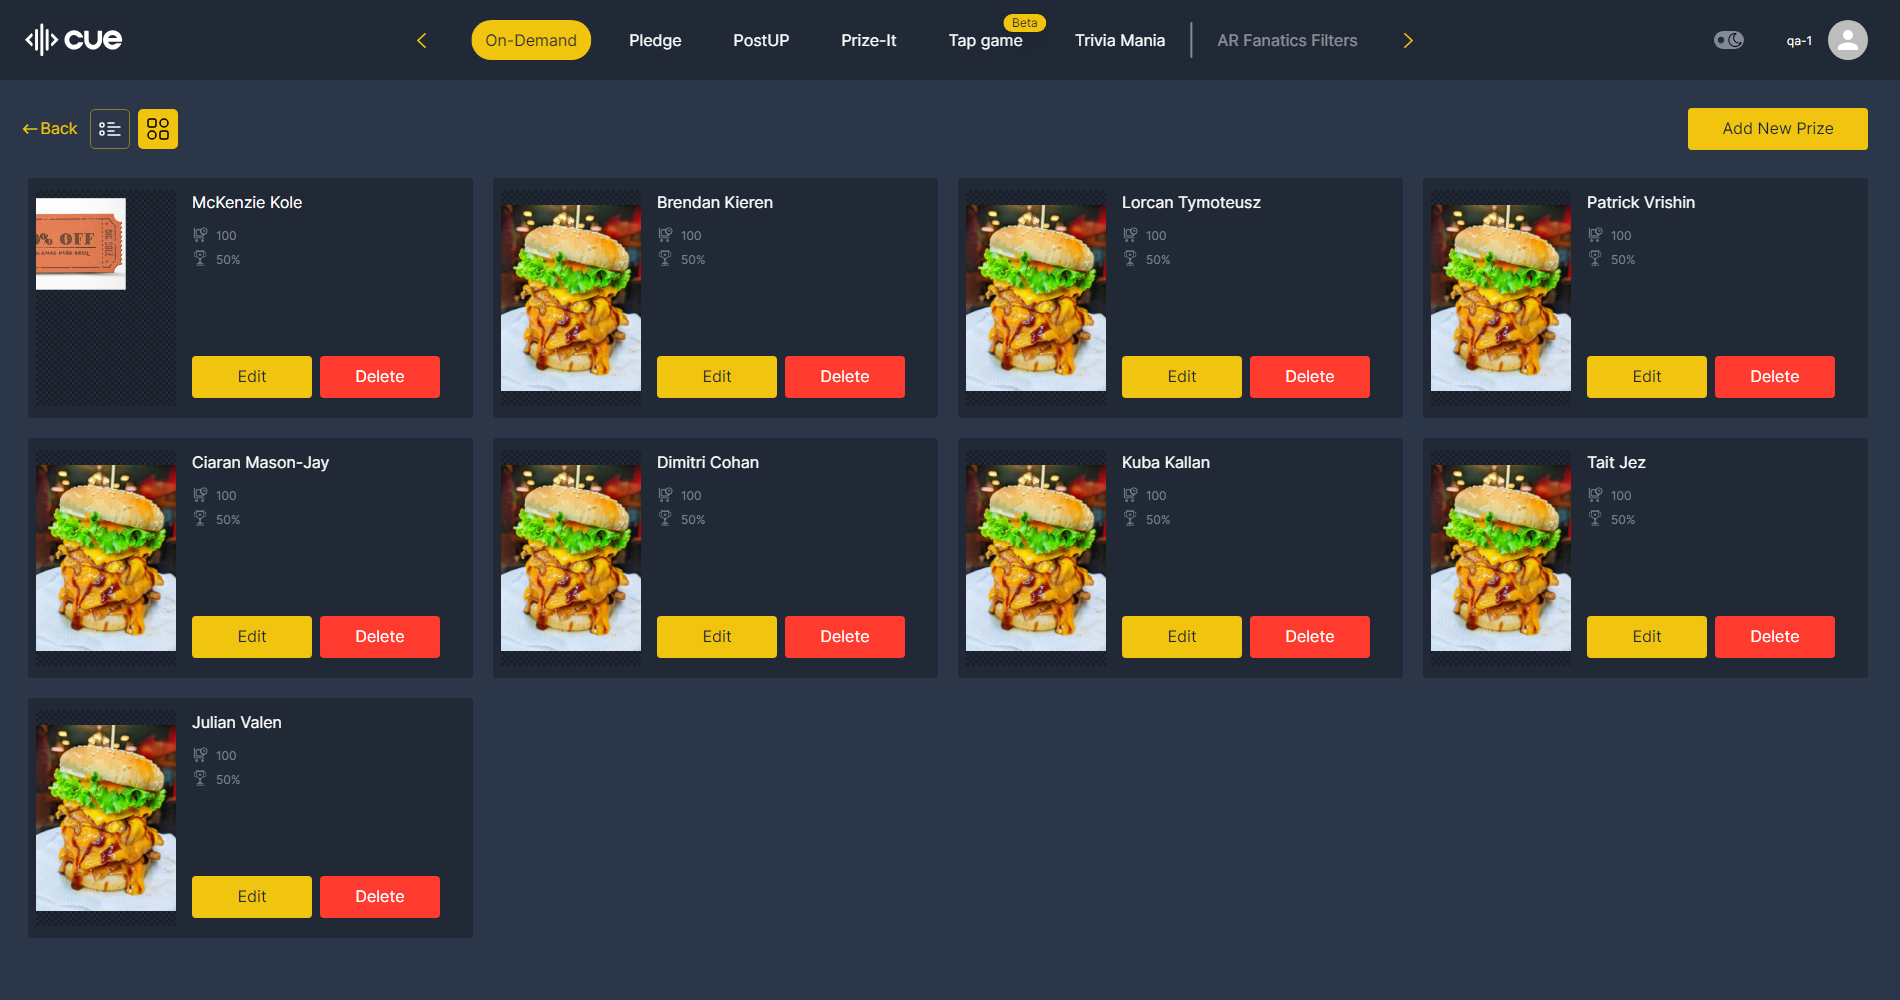 cue
On-Demand
Pledge
PostUP
Prize-It
Tap game
Beta
Trivia Mania
AR Fanatics Filters
qa-1
Back
Add New Prize
% OFF
McKenzie Kole
100
50%
Edit
Delete
Brendan Kieren
100
50%
Edit
Delete
Lorcan Tymoteusz
100
50%
Edit
Delete
Patrick Vrishin
100
50%
Edit
Delete
Ciaran Mason-Jay
100
50%
Edit
Delete
Dimitri Cohan
100
50%
Edit
Delete
Kuba Kallan
100
50%
Edit
Delete
Tait Jez
100
50%
Edit
Delete
Julian Valen
100
50%
Edit
Delete